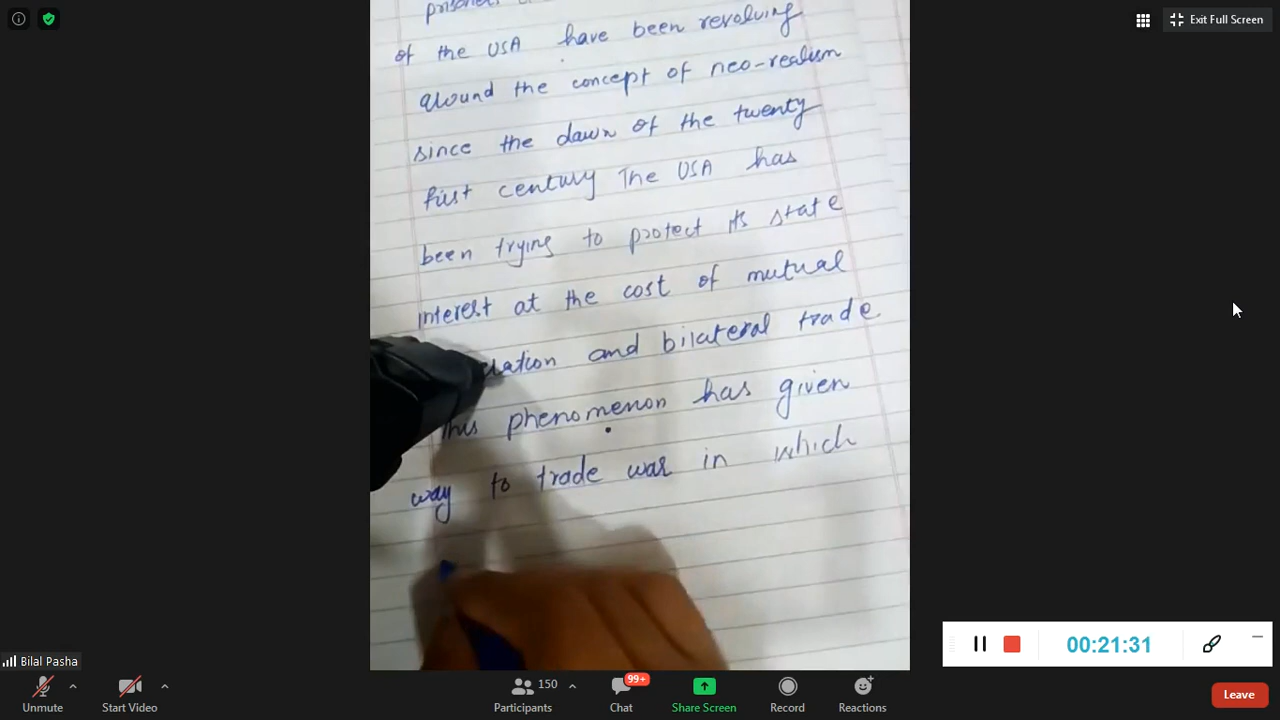 Exit Full Screen
of the USA have been revolving
around the concept of neo-realism
since the dawn of the twenty
first century The USA has
been trying to protect its state
interest at the cost of mutual
and bilateral trade.
This phenomenon has given
way to trade war in which
00:21:31
Bilal Pasha
150
99+
Unmute
Start Video
Participants
Chat
Share Screen
Record
Reactions
Leave